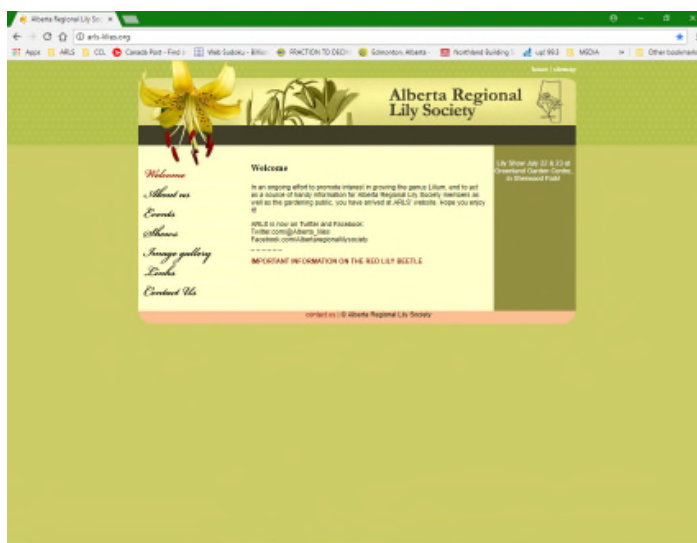 Alberta Regional Lily Soc
arls-lilies.org
Apps ARLS CCL Canada Post - Find Web Sudoku - Billion FRACTION TO DECI Edmonton, Alberta - Northland Building S up! 99.3 MEDIA » Other bookmarks
home | sitemap
Alberta Regional
Lily Society
Welcome
About us
Events
Shows
Image gallery
Links
Contact Us
Welcome
In an ongoing effort to promote interest in growing the genus Lilium, and to act
as a source of handy information for Alberta Regional Lily Society members as
well as the gardening public, you have arrived at ARLS' website. Hope you enjoy
it!
ARLS is now on Twitter and Facebook:
Twitter.com/@Alberta_lilies
Facebook.com/Albertaregionallilysociety
~ ~ ~ ~ ~ ~
IMPORTANT INFORMATION ON THE RED LILY BEETLE
Lily Show July 22 & 23 at
Greenland Garden Centre,
in Sherwood Park!
contact us | © Alberta Regional Lily Society